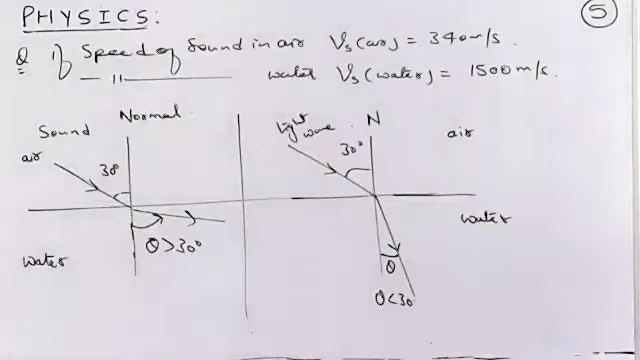 PHYSICS:
5
Q if Speed of Sound in air Vs (air) = 340 m/s.
— 11 — water Vs (water) = 1500 m/s.
Normal
Sound
air
30°
θ > 30°
water
light wave
N
30°
air
water
θ
θ < 30